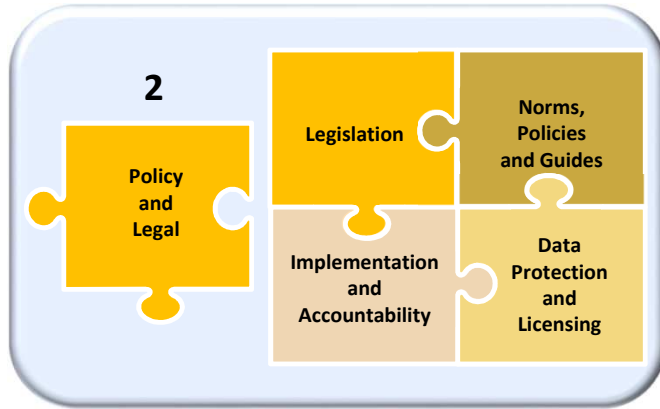 2
Policy
and
Legal
Legislation
Norms,
Policies
and Guides
Implementation
and
Accountability
Data
Protection
and
Licensing